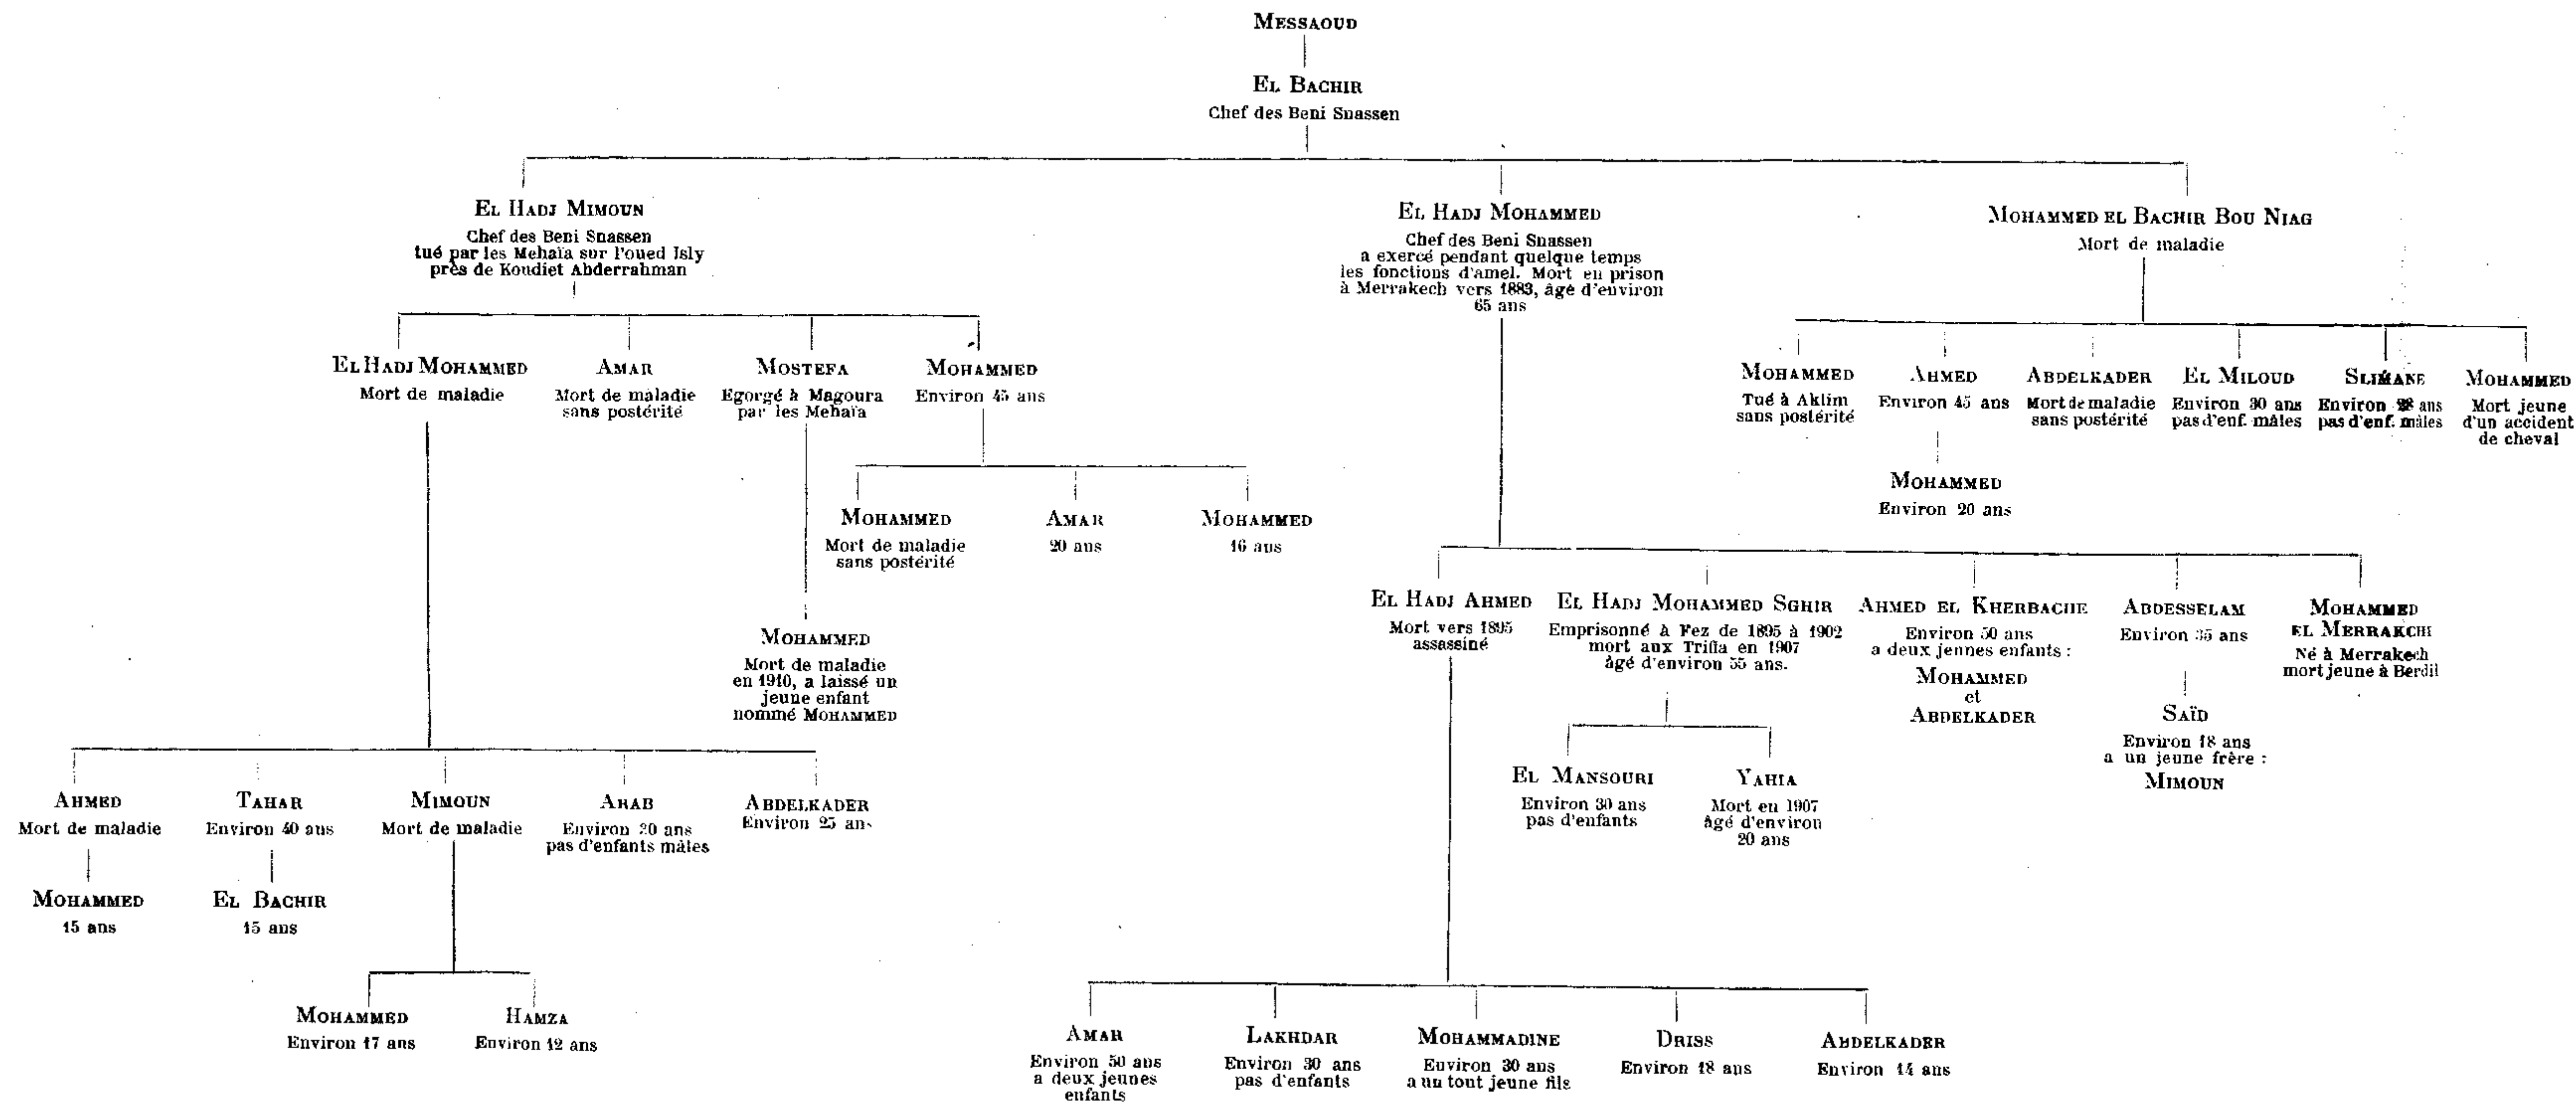 MESSAOUD
EL BACHIR
Chef des Beni Snassen
EL HADJ MIMOUN
Chef des Beni Snassen
tué par les Mehaïa sur l'oued Isly
près de Koudiet Abderrahman
EL HADJ MOHAMMED
Chef des Beni Snassen
a exercé pendant quelque temps
les fonctions d'amel. Mort en prison
à Merrakech vers 1883, âgé d'environ
65 ans
MOHAMMED EL BACHIR BOU NIAG
Mort de maladie
EL HADJ MOHAMMED
Mort de maladie
AMAR
Mort de maladie
sans postérité
MOSTEFA
Egorgé à Magoura
par les Mehaïa
MOHAMMED
Environ 45 ans
MOHAMMED
Tué à Aklim
sans postérité
AHMED
Environ 45 ans
ABDELKADER
Mort de maladie
sans postérité
EL MILOUD
Environ 30 ans
pas d'enf. mâles
SLIMANE
Environ ans
pas d'enf. mâles
MOHAMMED
Mort jeune
d'un accident
de cheval
MOHAMMED
Environ 20 ans
MOHAMMED
Mort de maladie
sans postérité
AMAR
20 ans
MOHAMMED
16 ans
MOHAMMED
Mort de maladie
en 1910, a laissé un
jeune enfant
nommé MOHAMMED
EL HADJ AHMED
Mort vers 1895
assassiné
EL HADJ MOHAMMED SGHIR
Emprisonné à Fez de 1895 à 1902
mort aux Triffa en 1907
âgé d'environ 55 ans.
AHMED EL KHERBACHE
Environ 50 ans
a deux jeunes enfants :
MOHAMMED
et
ABDELKADER
ABDESSELAM
Environ 35 ans
MOHAMMED
EL MERRAKCHI
Né à Merrakech
mort jeune à Berdil
SAÏD
Environ 18 ans
a un jeune frère :
MIMOUN
EL MANSOURI
Environ 30 ans
pas d'enfants
YAHIA
Mort en 1907
âgé d'environ
20 ans
AHMED
Mort de maladie
TAHAR
Environ 40 ans
MIMOUN
Mort de maladie
ARAB
Environ ans
pas d'enfants mâles
ABDELKADER
Environ 25 ans
MOHAMMED
15 ans
EL BACHIR
15 ans
MOHAMMED
Environ 17 ans
HAMZA
Environ 12 ans
AMAR
Environ 50 ans
a deux jeunes
enfants
LAKHDAR
Environ 30 ans
pas d'enfants
MOHAMMADINE
Environ 30 ans
a un tout jeune fils
DRISS
Environ 18 ans
ABDELKADER
Environ 14 ans